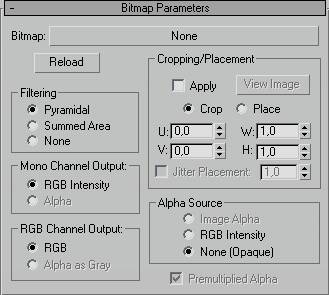 - Bitmap Parameters
Bitmap: None
Reload
Cropping/Placement
Apply View Image
Crop Place
U: 0,0 W: 1,0
V: 0,0 H: 1,0
Jitter Placement: 1,0
Filtering
Pyramidal
Summed Area
None
Mono Channel Output:
RGB Intensity
Alpha
RGB Channel Output:
RGB
Alpha as Gray
Alpha Source
Image Alpha
RGB Intensity
None (Opaque)
Premultiplied Alpha